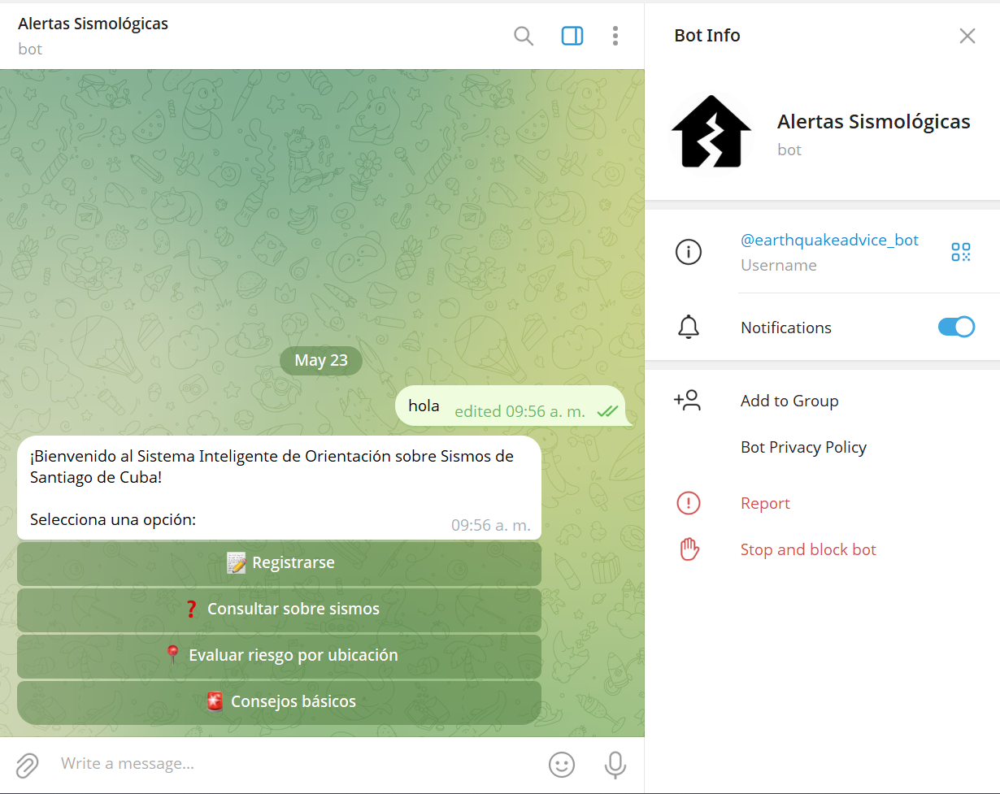 Alertas Sismológicas
bot
May 23
hola
edited 09:56 a. m.
¡Bienvenido al Sistema Inteligente de Orientación sobre Sismos de
Santiago de Cuba!
Selecciona una opción:
09:56 a. m.
📝 Registrarse
❓ Consultar sobre sismos
📍 Evaluar riesgo por ubicación
🚨 Consejos básicos
Write a message...
Bot Info
Alertas Sismológicas
bot
@earthquakeadvice_bot
Username
Notifications
Add to Group
Bot Privacy Policy
Report
Stop and block bot